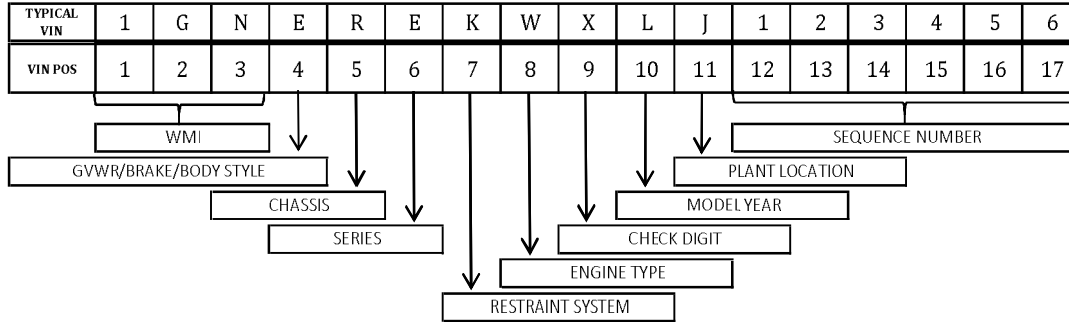 TYPICAL VIN 1 G N E R E K W X L J 1 2 3 4 5 6
VIN POS 1 2 3 4 5 6 7 8 9 10 11 12 13 14 15 16 17
WMI SEQUENCE NUMBER
GVWR/BRAKE/BODY STYLE PLANT LOCATION
CHASSIS MODEL YEAR
SERIES CHECK DIGIT
ENGINE TYPE
RESTRAINT SYSTEM